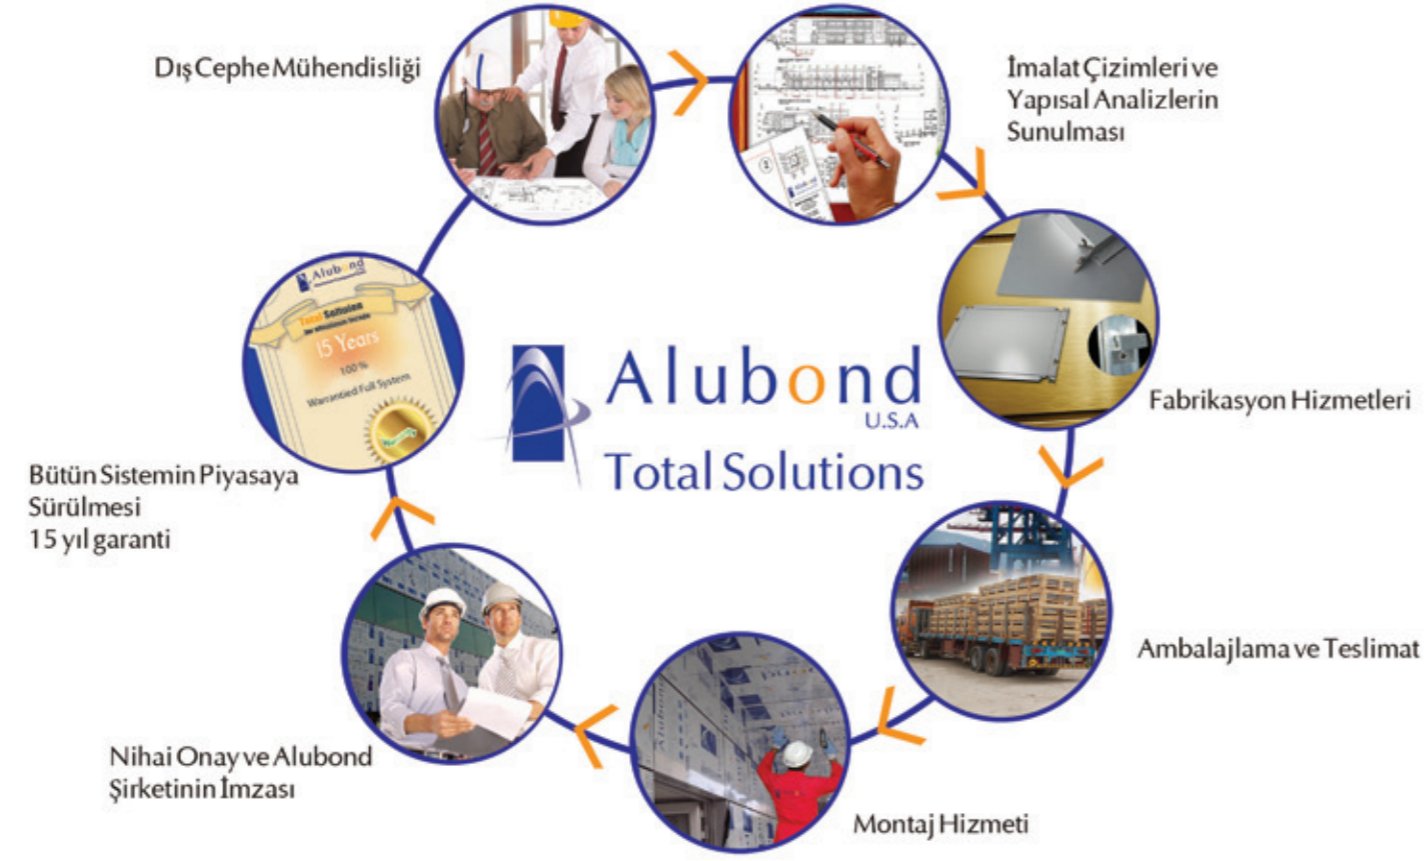 Dış Cephe Mühendisliği
İmalat Çizimleri ve
Yapısal Analizlerin
Sunulması
Fabrikasyon Hizmetleri
Ambalajlama ve Teslimat
Montaj Hizmeti
Nihai Onay ve Alubond
Şirketinin İmzası
Bütün Sistemin Piyasaya
Sürülmesi
15 yıl garanti
Alubond
Total Solution
15 Years
100 %
Warrantied Full System
Alubond
U.S.A
Total Solutions